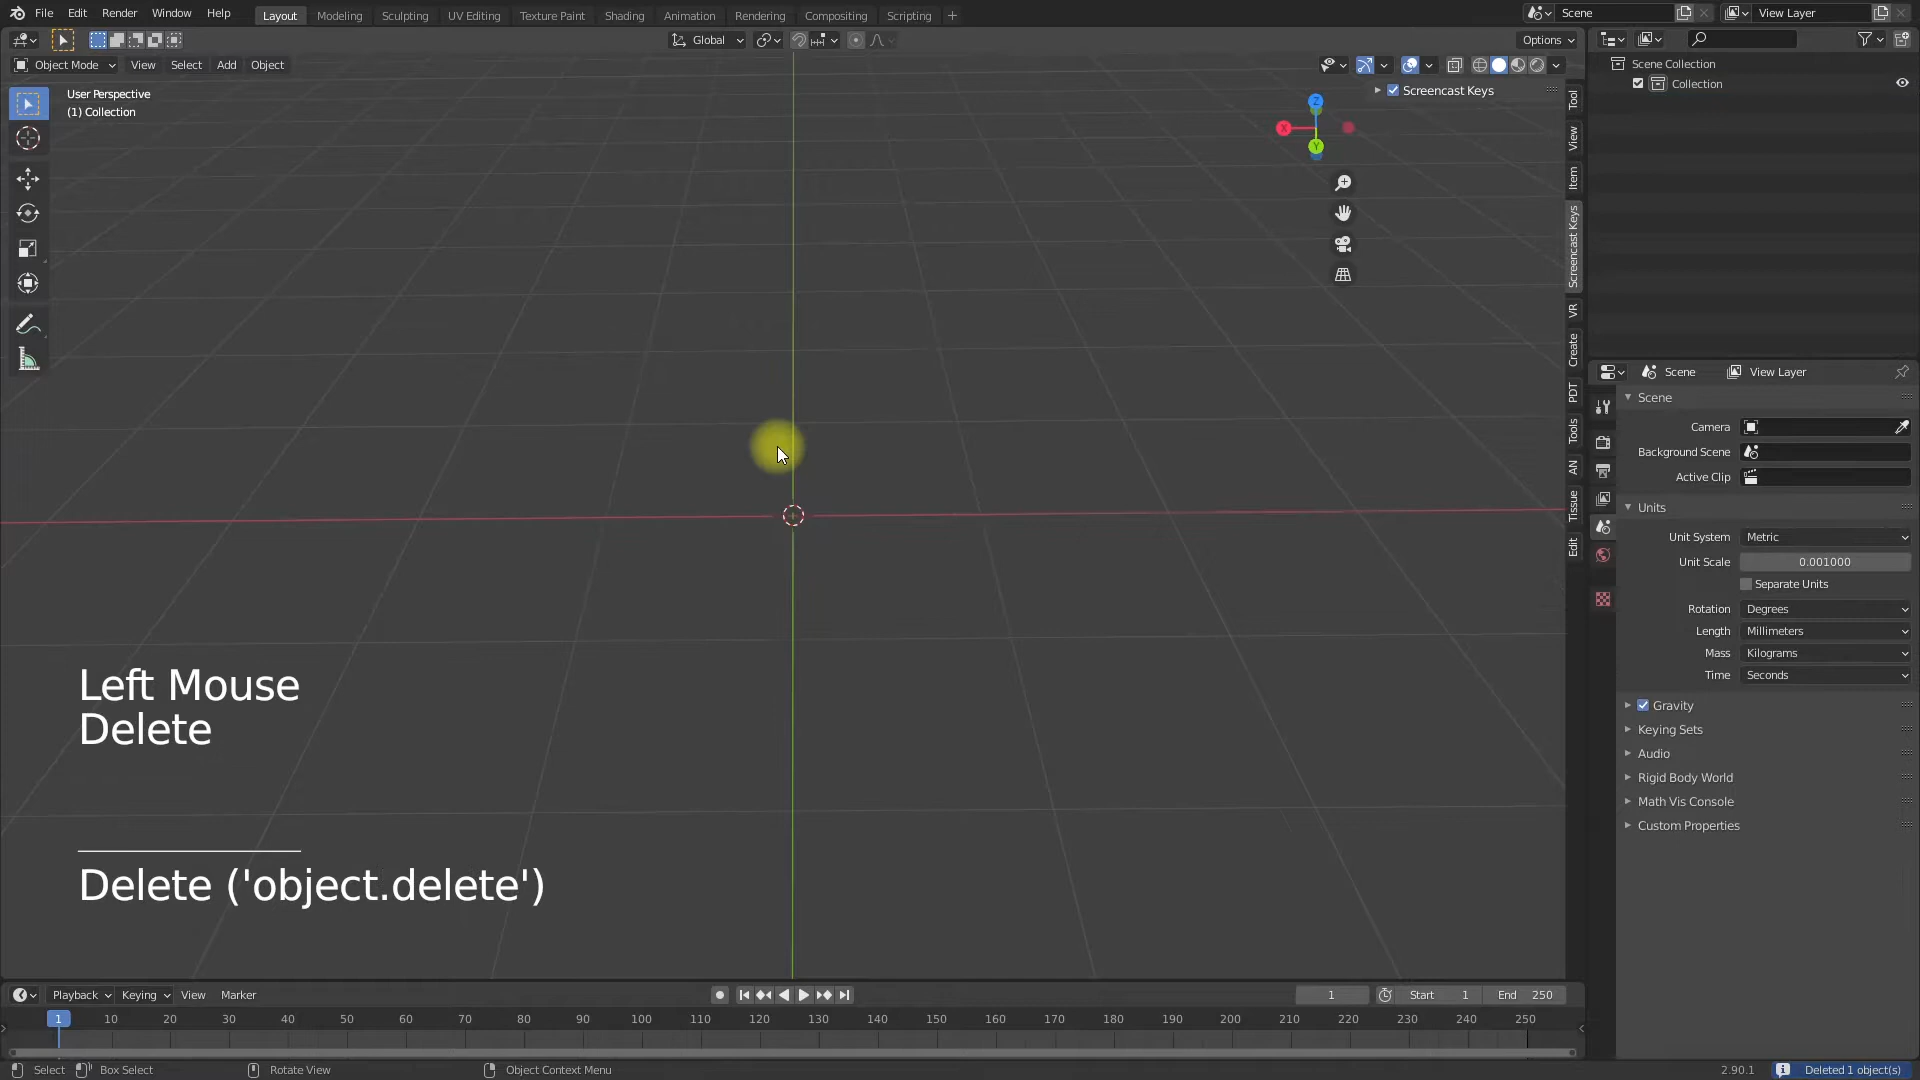 File Edit Render Window Help
Layout Modeling Sculpting UV Editing Texture Paint Shading Animation Rendering Compositing Scripting +
Scene
View Layer
Global
Options
Object Mode View Select Add Object
User Perspective
(1) Collection
Screencast Keys
Z
X
Y
Tool
View
Item
Screencast Keys
VR
Create
PDT
Tools
AN
Tissue
Edit
Scene Collection
Collection
Scene View Layer
Scene
Camera
Background Scene
Active Clip
Units
Unit System Metric
Unit Scale 0.001000
Separate Units
Rotation Degrees
Length Millimeters
Mass Kilograms
Time Seconds
Gravity
Keying Sets
Audio
Rigid Body World
Math Vis Console
Custom Properties
Left Mouse
Delete
Delete ('object.delete')
Playback Keying View Marker
1 Start 1 End 250
1 10 20 30 40 50 60 70 80 90 100 110 120 130 140 150 160 170 180 190 200 210 220 230 240 250
Select Box Select Rotate View Object Context Menu
2.90.1 Deleted 1 object(s)